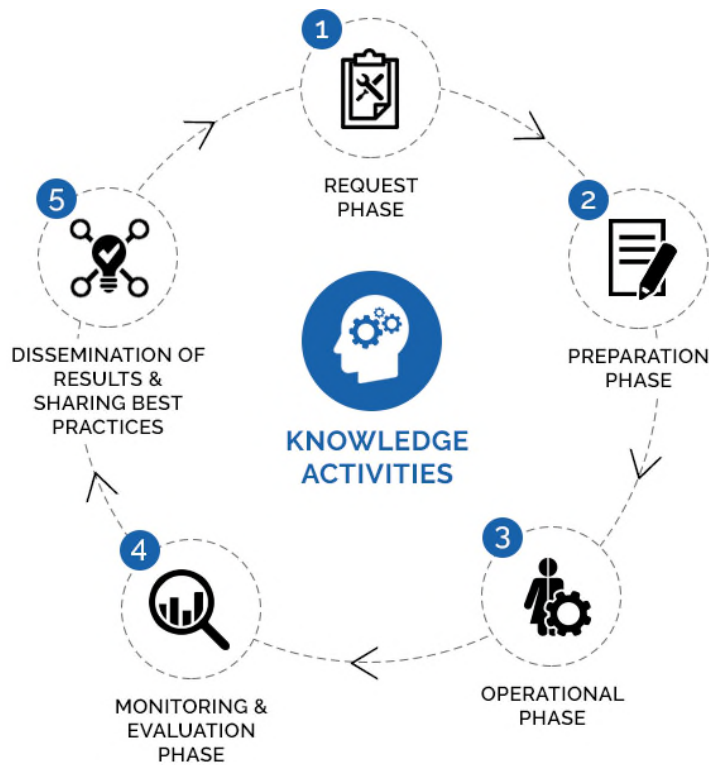 1
REQUEST
PHASE
2
PREPARATION
PHASE
3
OPERATIONAL
PHASE
4
MONITORING &
EVALUATION
PHASE
5
DISSEMINATION OF
RESULTS &
SHARING BEST
PRACTICES
KNOWLEDGE
ACTIVITIES